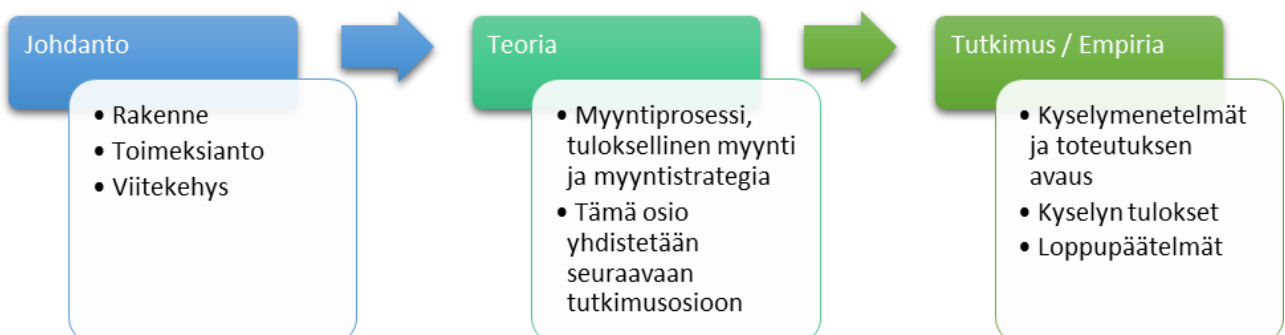 Johdanto
• Rakenne
• Toimeksianto
• Viitekehys
Teoria
• Myyntiprosessi,
tuloksellinen myynti
ja myyntistrategia
• Tämä osio
yhdistetään
seuraavaan
tutkimusosioon
Tutkimus / Empiria
• Kyselymenetelmät
ja toteutuksen
avaus
• Kyselyn tulokset
• Loppupäätelmät